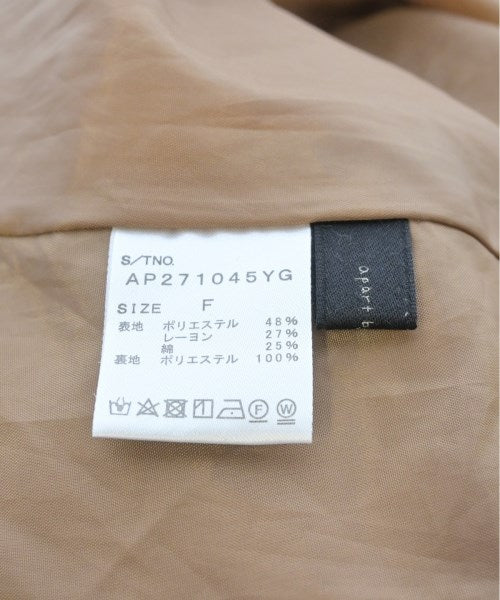 S/TNO.
AP271045YG
SIZE F
表地 ポリエステル 48%
レーヨン 27%
綿 25%
裏地 ポリエステル 100%
F W
apart b